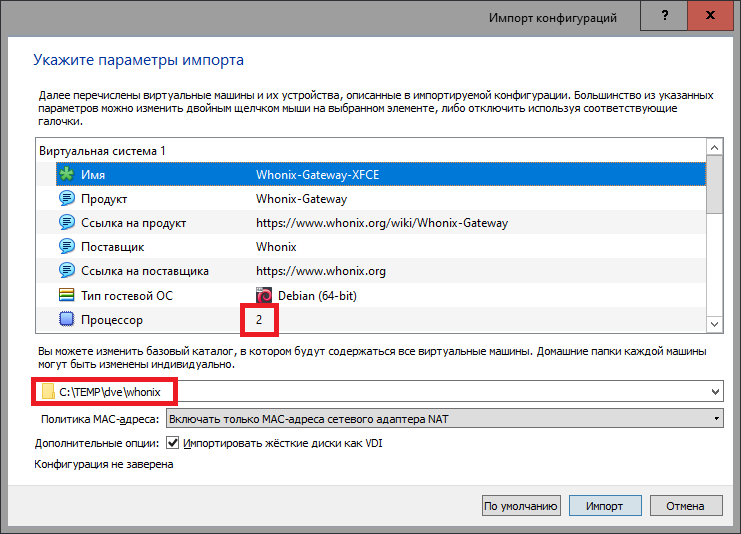 Импорт конфигураций
?
x
Укажите параметры импорта
Далее перечислены виртуальные машины и их устройства, описанные в импортируемой конфигурации. Большинство из указанных
параметров можно изменить двойным щелчком мыши на выбранном элементе, либо отключить используя соответствующие
галочки.
Виртуальная система 1
Имя Whonix-Gateway-XFCE
Продукт Whonix-Gateway
Ссылка на продукт https://www.whonix.org/wiki/Whonix-Gateway
Поставщик Whonix
Ссылка на поставщика https://www.whonix.org
Тип гостевой ОС Debian (64-bit)
Процессор 2
Вы можете изменить базовый каталог, в котором будут содержаться все виртуальные машины. Домашние папки каждой машины
могут быть изменены индивидуально.
C:\TEMP\dve\whonix
Политика MAC-адреса: Включать только MAC-адреса сетевого адаптера NAT
Дополнительные опции: Импортировать жёсткие диски как VDI
Конфигурация не заверена
По умолчанию Импорт Отмена